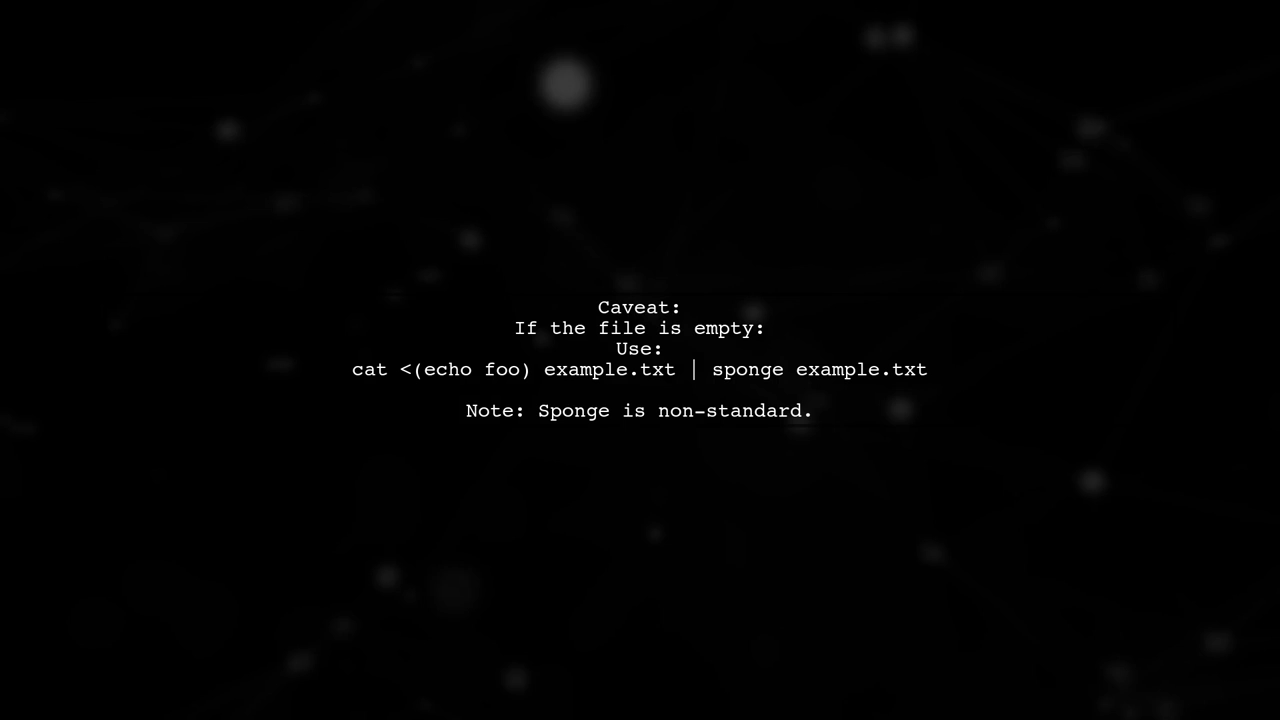 Caveat:
If the file is empty:
Use:
cat <(echo foo) example.txt | sponge example.txt
Note: Sponge is non-standard.